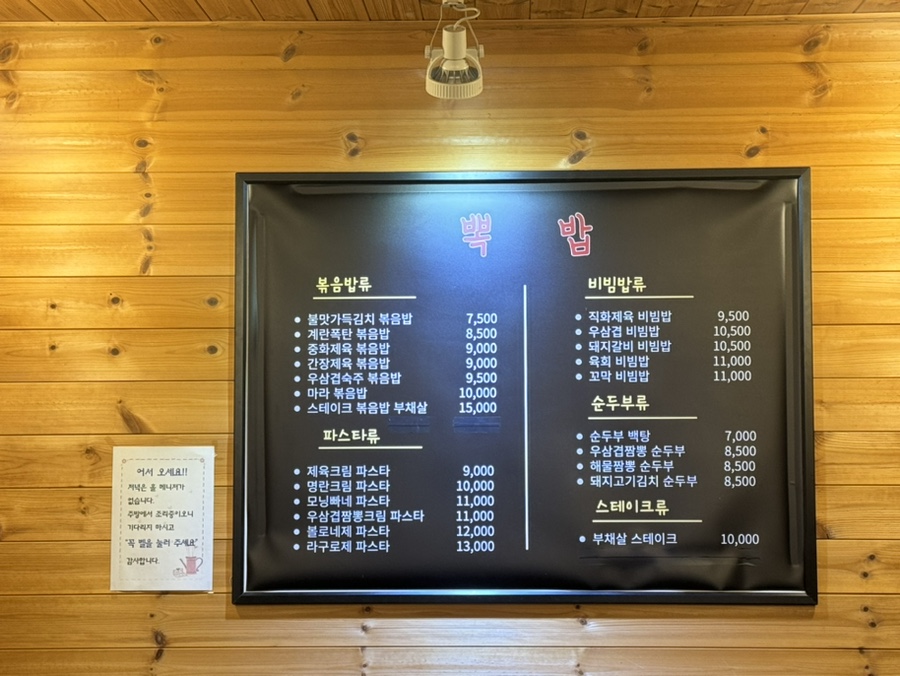 뽁 밥
볶음밥류
불맛가득김치 볶음밥 7,500
계란폭탄 볶음밥 8,500
중화제육 볶음밥 9,000
간장제육 볶음밥 9,000
우삼겹숙주 볶음밥 9,500
마라 볶음밥 10,000
스테이크 볶음밥 부채살 15,000
파스타류
제육크림 파스타 9,000
명란크림 파스타 10,000
모닝빠네 파스타 11,000
우삼겹짬뽕크림 파스타 11,000
볼로네제 파스타 12,000
라구로제 파스타 13,000
비빔밥류
직화제육 비빔밥 9,500
우삼겹 비빔밥 10,500
돼지갈비 비빔밥 10,500
육회 비빔밥 11,000
꼬막 비빔밥 11,000
순두부류
순두부 백탕 7,000
우삼겹짬뽕 순두부 8,500
해물짬뽕 순두부 8,500
돼지고기김치 순두부 8,500
스테이크류
부채살 스테이크 10,000
어서 오세요!!
저녁은 홀 매니저가
없습니다.
주방에서 조리중이오니
기다리지 마시고
"꼭 벨을 눌러 주세요"
감사합니다.